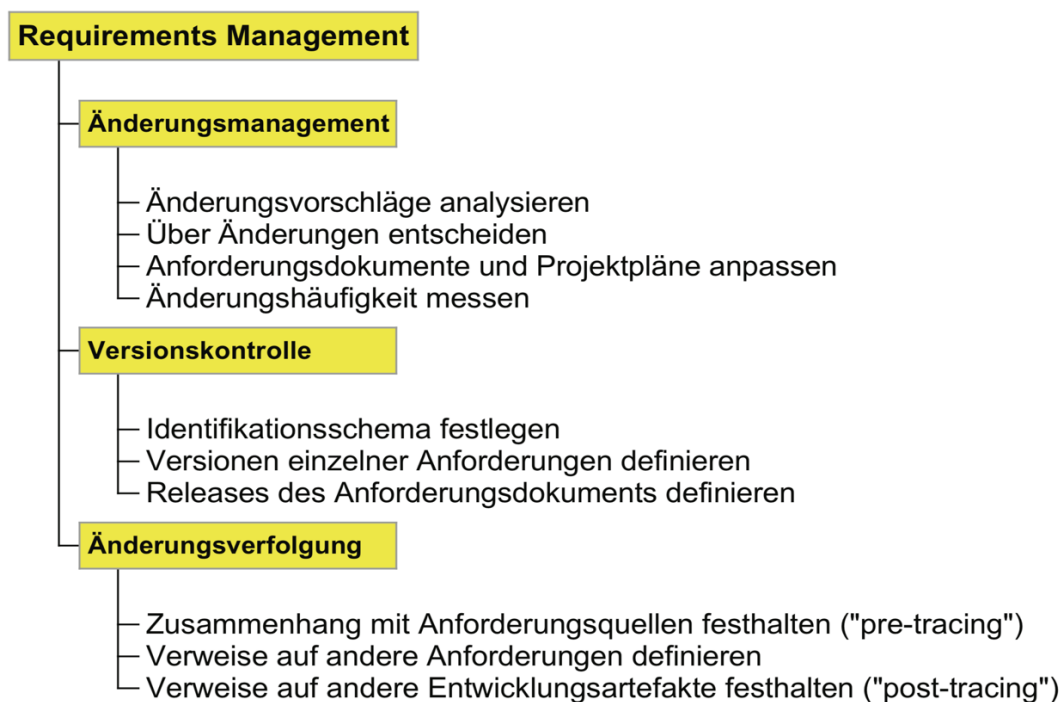 Requirements Management
Änderungsmanagement
Änderungsvorschläge analysieren
Über Änderungen entscheiden
Anforderungsdokumente und Projektpläne anpassen
Änderungshäufigkeit messen
Versionskontrolle
Identifikationsschema festlegen
Versionen einzelner Anforderungen definieren
Releases des Anforderungsdokuments definieren
Änderungsverfolgung
Zusammenhang mit Anforderungsquellen festhalten ("pre-tracing")
Verweise auf andere Anforderungen definieren
Verweise auf andere Entwicklungsartefakte festhalten ("post-tracing")